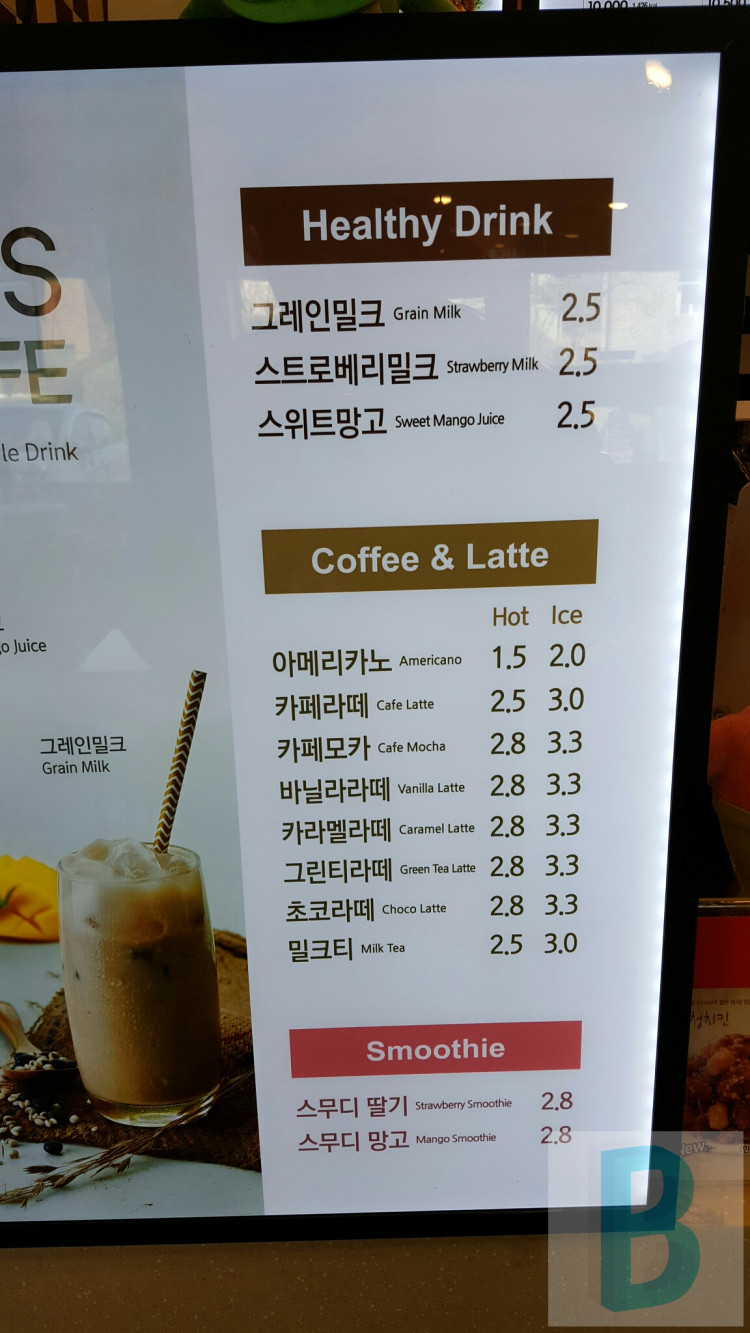 S
FE
le Drink
o Juice
그레인밀크
Grain Milk
Healthy Drink
그레인밀크 Grain Milk 2.5
스트로베리밀크 Strawberry Milk 2.5
스위트망고 Sweet Mango Juice 2.5
Coffee & Latte
Hot Ice
아메리카노 Americano 1.5 2.0
카페라떼 Cafe Latte 2.5 3.0
카페모카 Cafe Mocha 2.8 3.3
바닐라라떼 Vanilla Latte 2.8 3.3
카라멜라떼 Caramel Latte 2.8 3.3
그린티라떼 Green Tea Latte 2.8 3.3
초코라떼 Choco Latte 2.8 3.3
밀크티 Milk Tea 2.5 3.0
Smoothie
스무디 딸기 Strawberry Smoothie 2.8
스무디 망고 Mango Smoothie 2.8
B